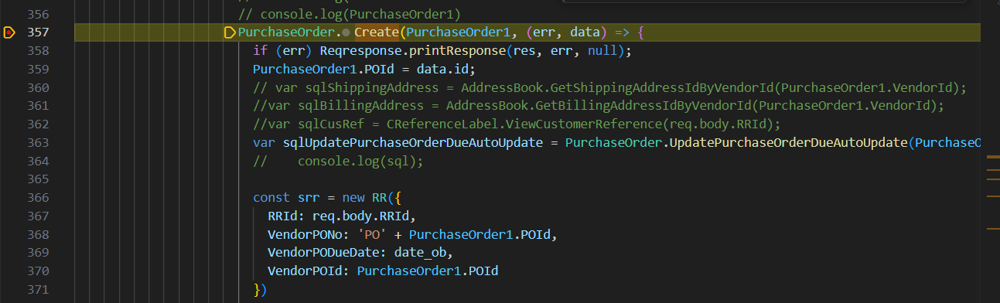 356 // console.log(PurchaseOrder1)
357 PurchaseOrder.Create(PurchaseOrder1, (err, data) => {
358 if (err) Reqresponse.printResponse(res, err, null);
359 PurchaseOrder1.POId = data.id;
360 // var sqlShippingAddress = AddressBook.GetShippingAddressIdByVendorId(PurchaseOrder1.VendorId);
361 //var sqlBillingAddress = AddressBook.GetBillingAddressIdByVendorId(PurchaseOrder1.VendorId);
362 //var sqlCusRef = CReferenceLabel.ViewCustomerReference(req.body.RRId);
363 var sqlUpdatePurchaseOrderDueAutoUpdate = PurchaseOrder.UpdatePurchaseOrderDueAutoUpdate(PurchaseO
364 //    console.log(sql);
365
366 const srr = new RR({
367 RRId: req.body.RRId,
368 VendorPONo: 'PO' + PurchaseOrder1.POId,
369 VendorPODueDate: date_ob,
370 VendorPOId: PurchaseOrder1.POId
371 })